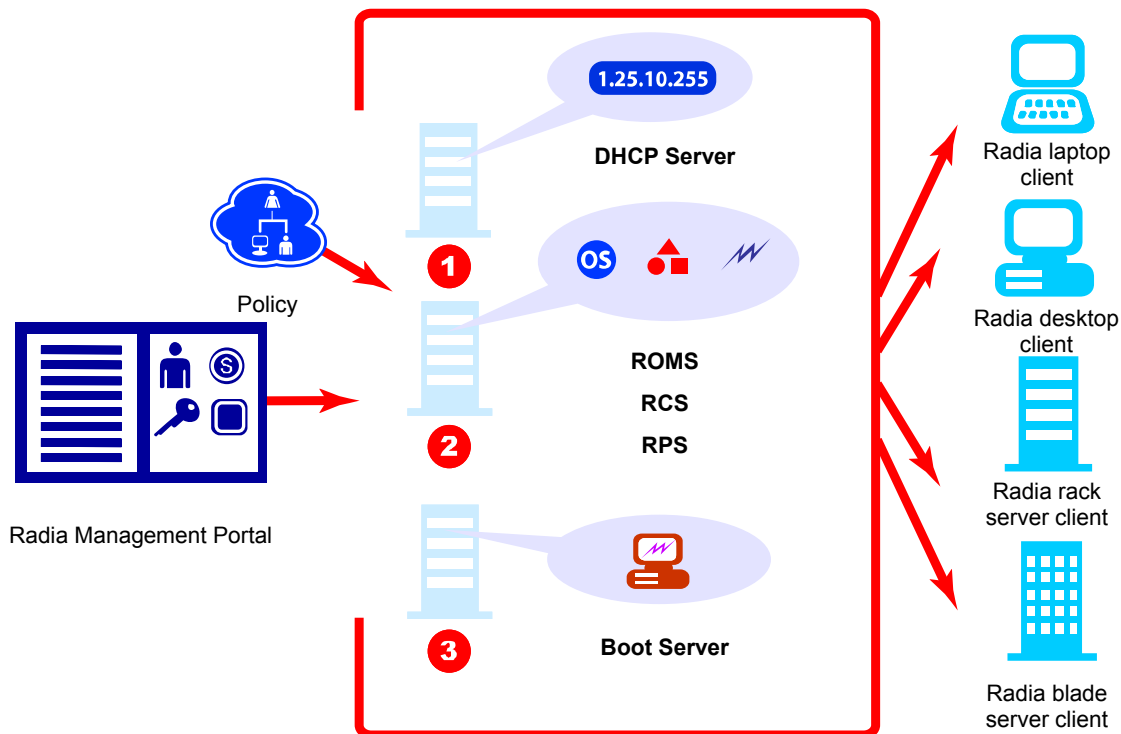 1.25.10.255
DHCP Server
1
Policy
OS
ROMS
RCS
RPS
2
S
Radia Management Portal
Boot Server
3
Radia laptop
client
Radia desktop
client
Radia rack
server client
Radia blade
server client